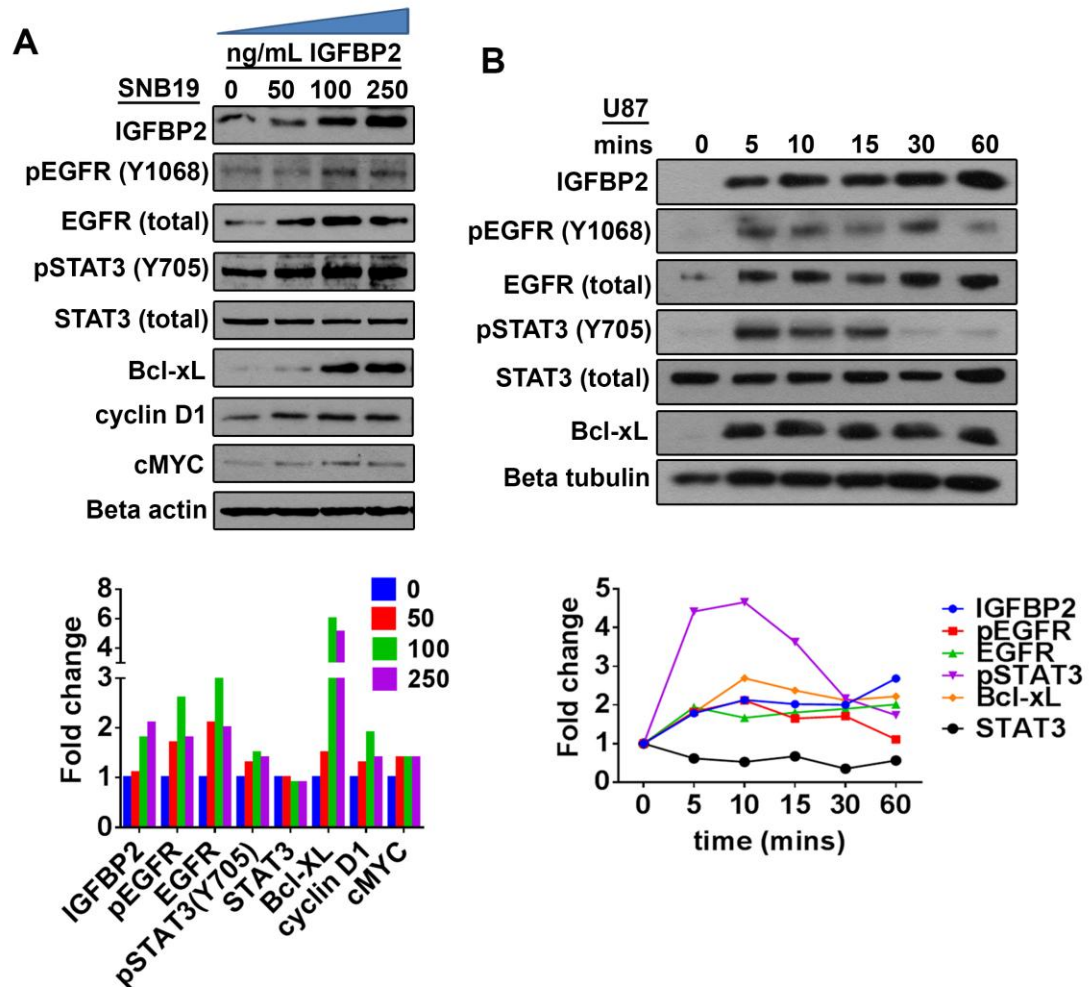 A
ng/mL IGFBP2
SNB19 0 50 100 250
IGFBP2
pEGFR (Y1068)
EGFR (total)
pSTAT3 (Y705)
STAT3 (total)
Bcl-xL
cyclin D1
cMYC
Beta actin
Fold change
8
6
4
3
2
1
0
0
50
100
250
IGFBP2
pEGFR
EGFR
pSTAT3(Y705)
STAT3
Bcl-XL
cyclin D1
cMYC
B
U87
mins 0 5 10 15 30 60
IGFBP2
pEGFR (Y1068)
EGFR (total)
pSTAT3 (Y705)
STAT3 (total)
Bcl-xL
Beta tubulin
Fold change
5
4
3
2
1
0
0 5 10 15 30 60
time (mins)
IGFBP2
pEGFR
EGFR
pSTAT3
Bcl-xL
STAT3